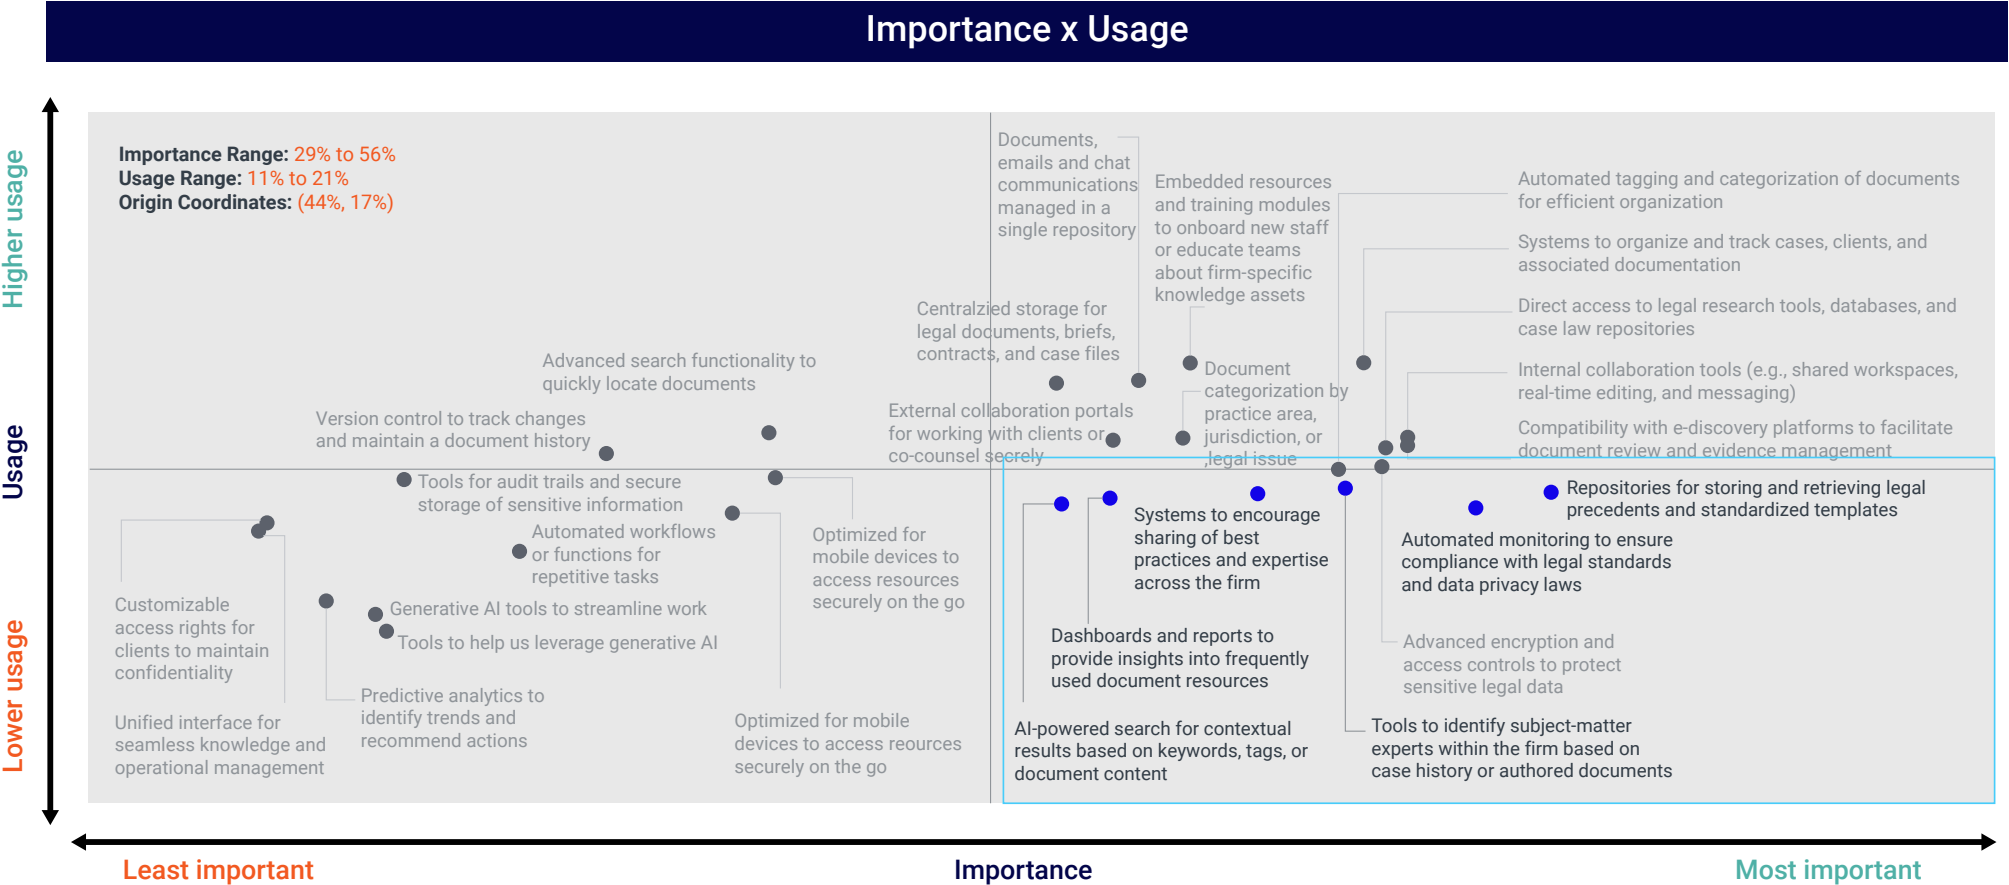 Importance x Usage
Higher usage
Usage
Lower usage
Importance Range: 29% to 56%
Usage Range: 11% to 21%
Origin Coordinates: (44%, 17%)
Documents,
emails and chat
communications
managed in a
single repository
Embedded resources
and training modules
to onboard new staff
or educate teams
about firm-specific
knowledge assets
Automated tagging and categorization of documents
for efficient organization
Systems to organize and track cases, clients, and
associated documentation
Direct access to legal research tools, databases, and
case law repositories
Internal collaboration tools (e.g., shared workspaces,
real-time editing, and messaging)
Compatibility with e-discovery platforms to facilitate
document review and evidence management
Centralzied storage for
legal documents, briefs,
contracts, and case files
Document
categorization by
practice area,
jurisdiction, or
,legal issue
External collaboration portals
for working with clients or
co-counsel secrely
Advanced search functionality to
quickly locate documents
Version control to track changes
and maintain a document history
Tools for audit trails and secure
storage of sensitive information
Automated workflows
or functions for
repetitive tasks
Optimized for
mobile devices to
access resources
securely on the go
Customizable
access rights for
clients to maintain
confidentiality
Generative AI tools to streamline work
Tools to help us leverage generative AI
Unified interface for
seamless knowledge and
operational management
Predictive analytics to
identify trends and
recommend actions
Optimized for mobile
devices to access reources
securely on the go
Repositories for storing and retrieving legal
precedents and standardized templates
Systems to encourage
sharing of best
practices and expertise
across the firm
Automated monitoring to ensure
compliance with legal standards
and data privacy laws
Dashboards and reports to
provide insights into frequently
used document resources
Advanced encryption and
access controls to protect
sensitive legal data
AI-powered search for contextual
results based on keywords, tags, or
document content
Tools to identify subject-matter
experts within the firm based on
case history or authored documents
Least important
Importance
Most important